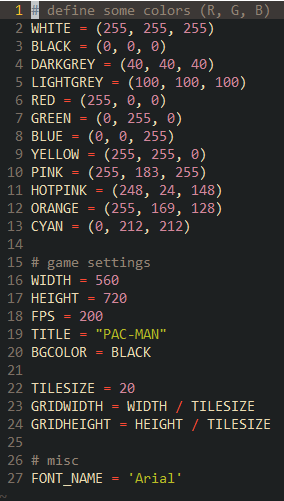 1 # define some colors (R, G, B)
2 WHITE = (255, 255, 255)
3 BLACK = (0, 0, 0)
4 DARKGREY = (40, 40, 40)
5 LIGHTGREY = (100, 100, 100)
6 RED = (255, 0, 0)
7 GREEN = (0, 255, 0)
8 BLUE = (0, 0, 255)
9 YELLOW = (255, 255, 0)
10 PINK = (255, 183, 255)
11 HOTPINK = (248, 24, 148)
12 ORANGE = (255, 169, 128)
13 CYAN = (0, 212, 212)
14
15 # game settings
16 WIDTH = 560
17 HEIGHT = 720
18 FPS = 200
19 TITLE = "PAC-MAN"
20 BGCOLOR = BLACK
21
22 TILESIZE = 20
23 GRIDWIDTH = WIDTH / TILESIZE
24 GRIDHEIGHT = HEIGHT / TILESIZE
25
26 # misc
27 FONT_NAME = 'Arial'
~